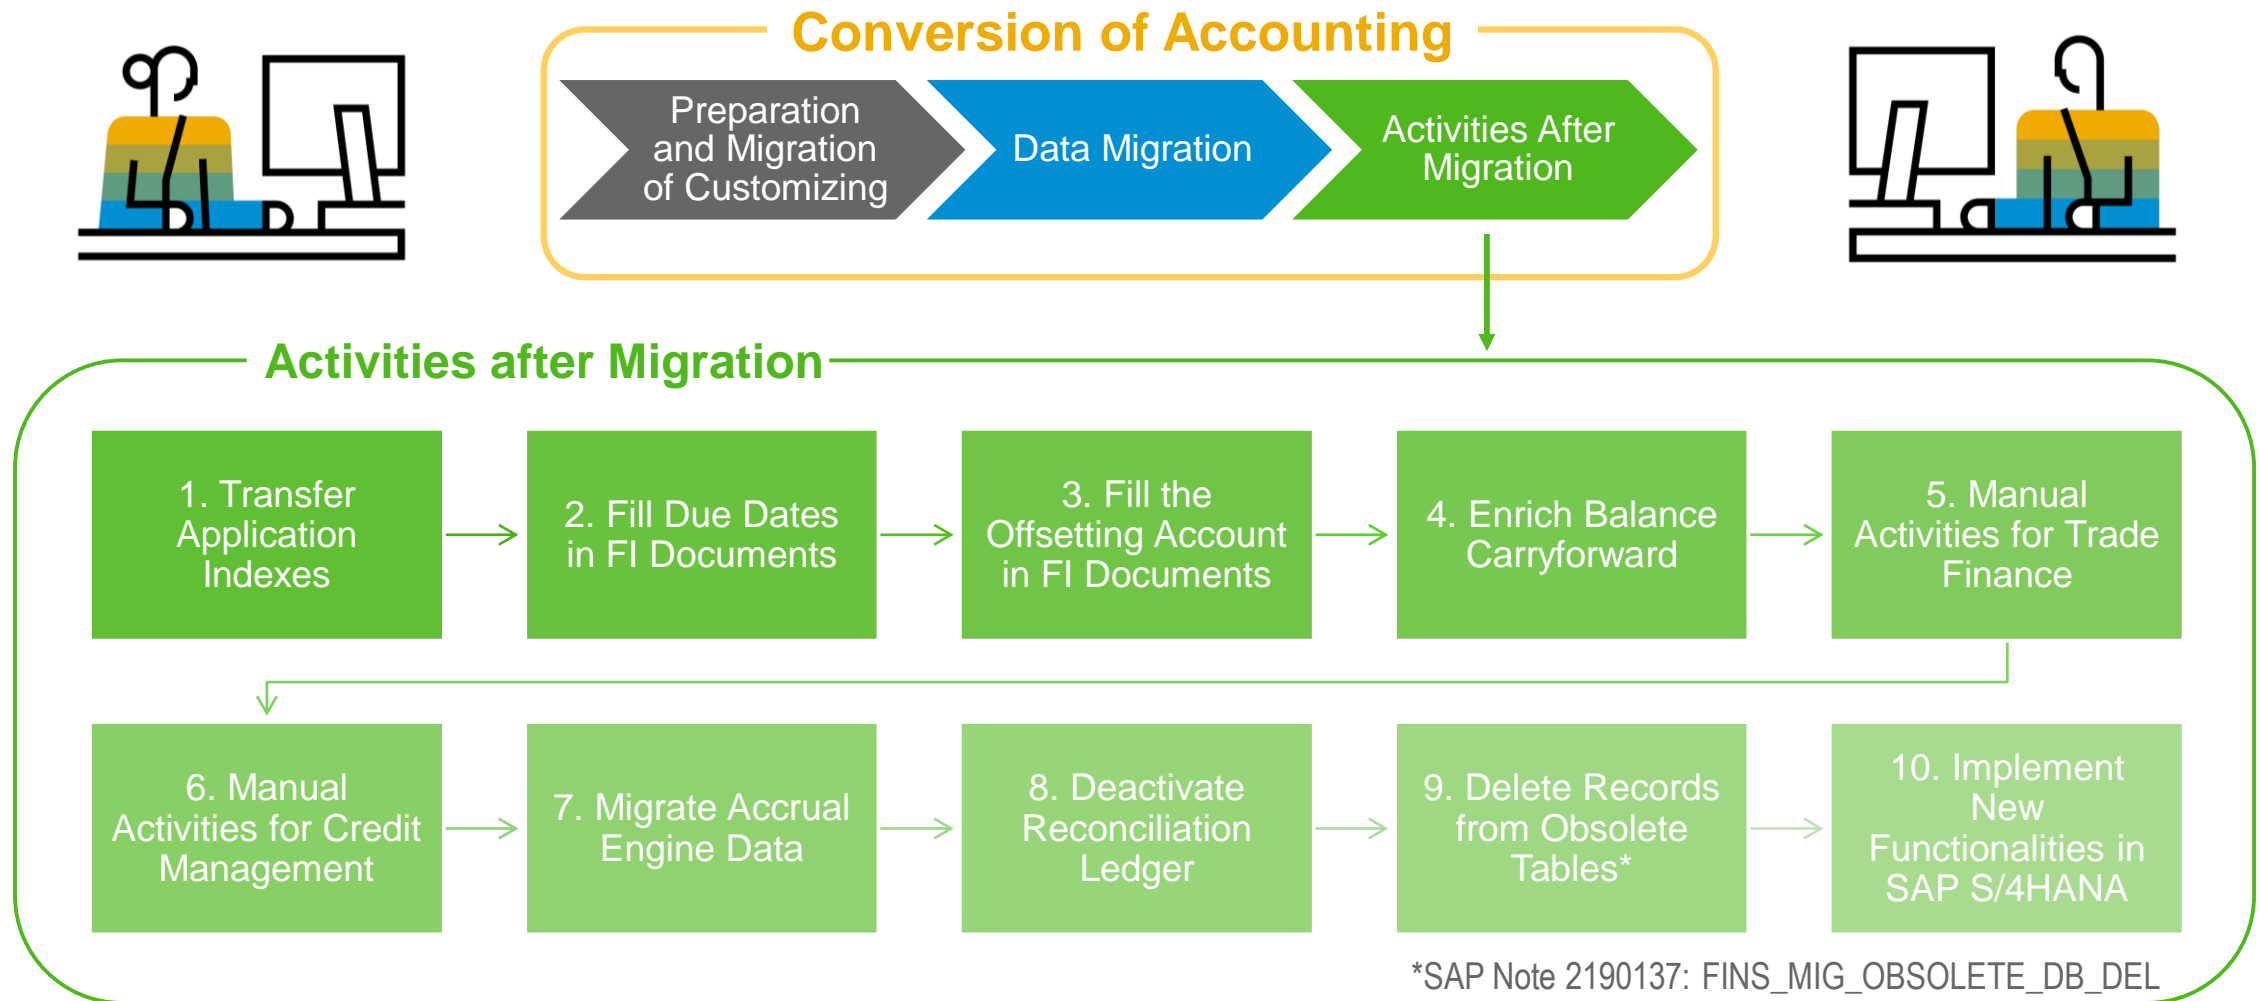 Conversion of Accounting
Preparation
and Migration
of Customizing
Data Migration
Activities After
Migration
Activities after Migration
1. Transfer
Application
Indexes
2. Fill Due Dates
in FI Documents
3. Fill the
Offsetting Account
in FI Documents
4. Enrich Balance
Carryforward
5. Manual
Activities for Trade
Finance
6. Manual
Activities for Credit
Management
7. Migrate Accrual
Engine Data
8. Deactivate
Reconciliation
Ledger
9. Delete Records
from Obsolete
Tables*
10. Implement
New
Functionalities in
SAP S/4HANA
*SAP Note 2190137: FINS_MIG_OBSOLETE_DB_DEL